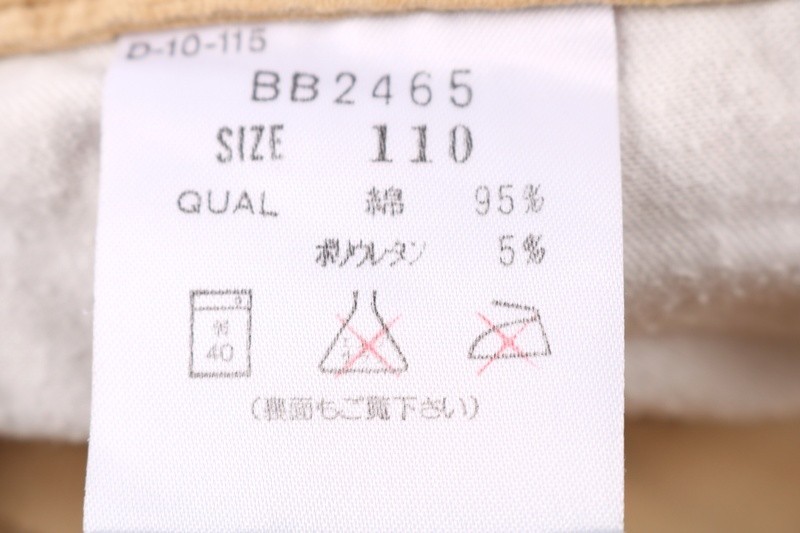 D-10-115
BB2465
SIZE 110
QUAL 綿 95%
ポリウレタン 5%
弱 40
(裏面もご覧下さい)